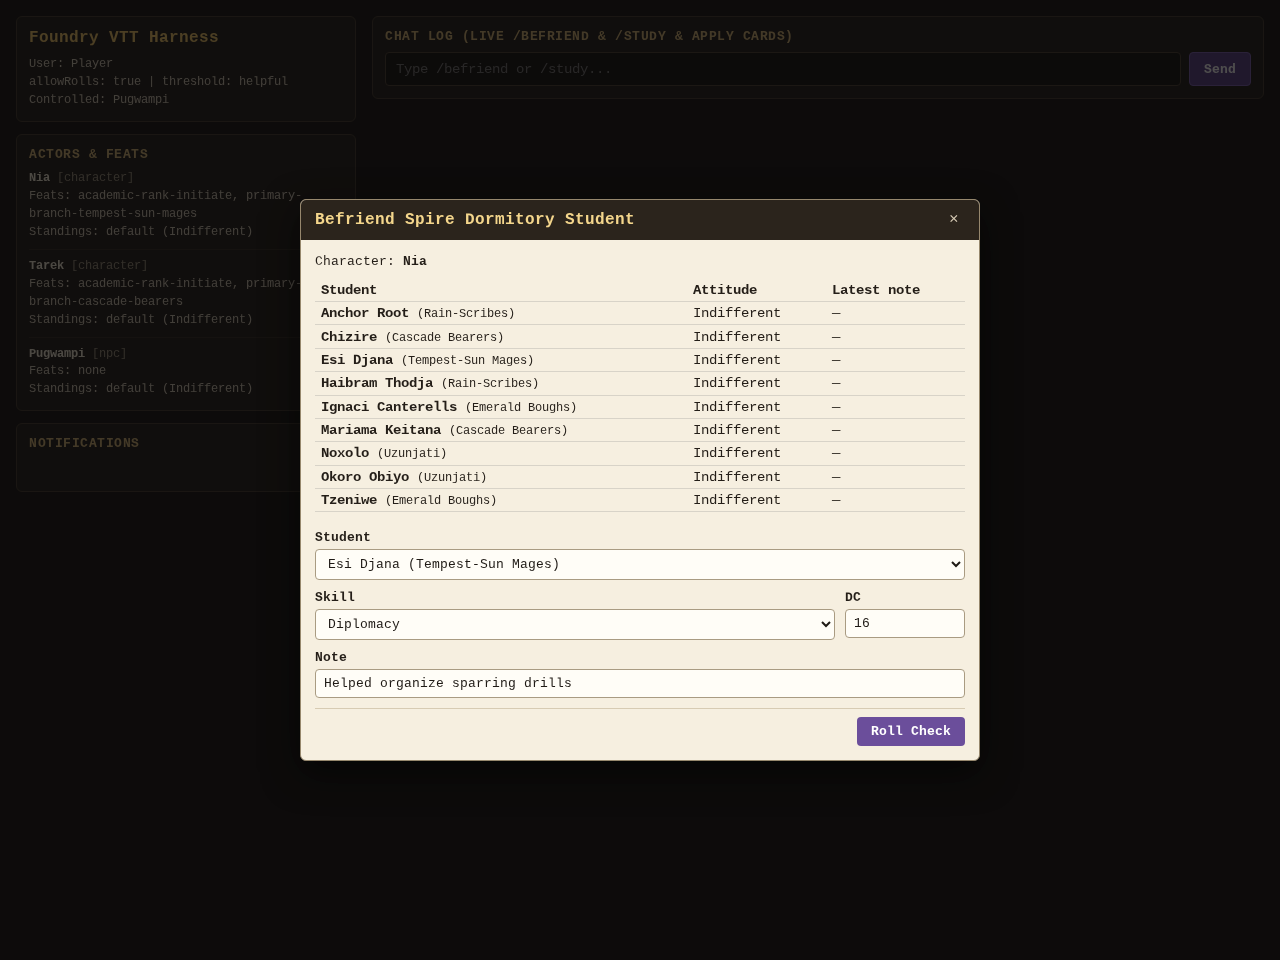 Foundry VTT Harness
User: Player
allowRolls: true | threshold: helpful
Controlled: Pugwampi
ACTORS & FEATS
Nia [character]
Feats: academic-rank-initiate, primary-
branch-tempest-sun-mages
Standings: default (Indifferent)
Tarek [character]
Feats: academic-rank-initiate, primary-
branch-cascade-bearers
Standings: default (Indifferent)
Pugwampi [npc]
Feats: none
Standings: default (Indifferent)
NOTIFICATIONS
CHAT LOG (LIVE /BEFRIEND & /STUDY & APPLY CARDS)
Type /befriend or /study...
Send
Befriend Spire Dormitory Student ×
Character: Nia
Student Attitude Latest note
Anchor Root (Rain-Scribes) Indifferent —
Chizire (Cascade Bearers) Indifferent —
Esi Djana (Tempest-Sun Mages) Indifferent —
Haibram Thodja (Rain-Scribes) Indifferent —
Ignaci Canterells (Emerald Boughs) Indifferent —
Mariama Keitana (Cascade Bearers) Indifferent —
Noxolo (Uzunjati) Indifferent —
Okoro Obiyo (Uzunjati) Indifferent —
Tzeniwe (Emerald Boughs) Indifferent —
Student
Esi Djana (Tempest-Sun Mages)
Skill DC
Diplomacy 16
Note
Helped organize sparring drills
Roll Check